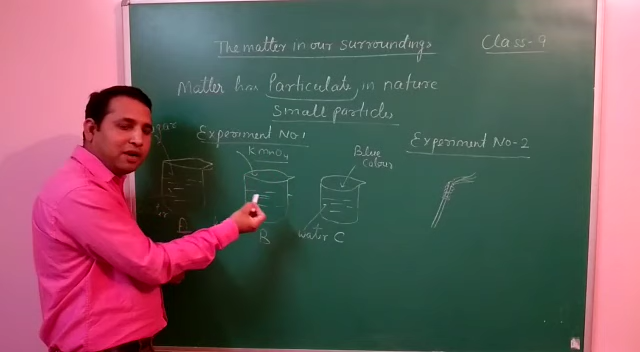 The matter in our surroundings
Class-9
Matter has Particulate, in nature
Small particles
Experiment No-1
Experiment No-2
KMnO4
Blue
Colour
B
water C